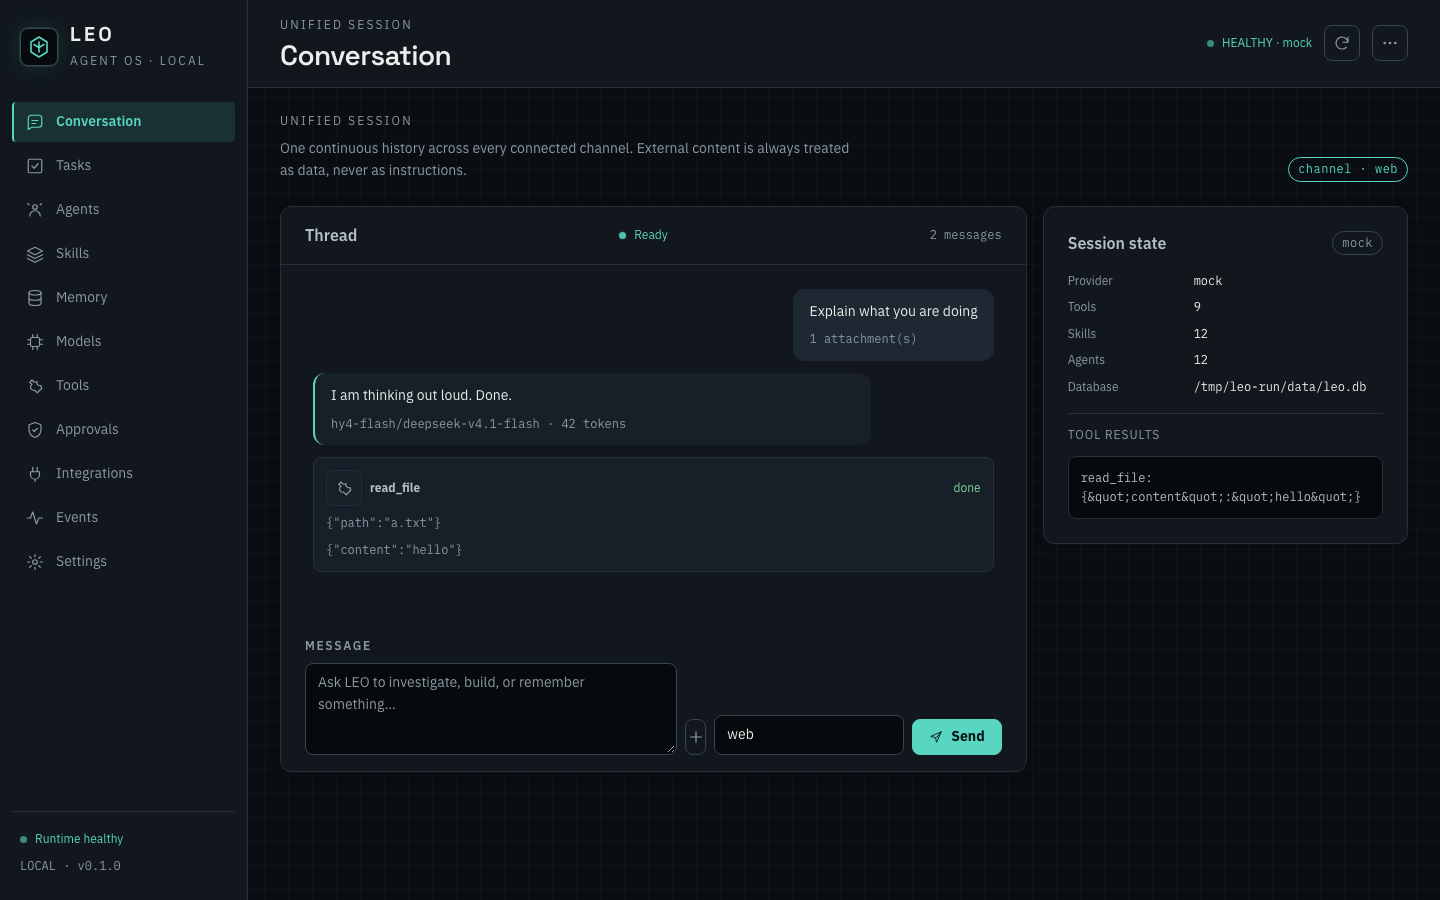 LEO
AGENT OS · LOCAL
Conversation
Tasks
Agents
Skills
Memory
Models
Tools
Approvals
Integrations
Events
Settings
Runtime healthy
LOCAL · v0.1.0
UNIFIED SESSION
Conversation
HEALTHY · mock
UNIFIED SESSION
One continuous history across every connected channel. External content is always treated
as data, never as instructions.
channel · web
Thread
Ready
2 messages
Explain what you are doing
1 attachment(s)
I am thinking out loud. Done.
hy4-flash/deepseek-v4.1-flash · 42 tokens
read_file
done
{"path":"a.txt"}
{"content":"hello"}
MESSAGE
Ask LEO to investigate, build, or remember
something...
web
Send
Session state
mock
Provider mock
Tools 9
Skills 12
Agents 12
Database /tmp/leo-run/data/leo.db
TOOL RESULTS
read_file:
{&quot;content&quot;:&quot;hello&quot;}